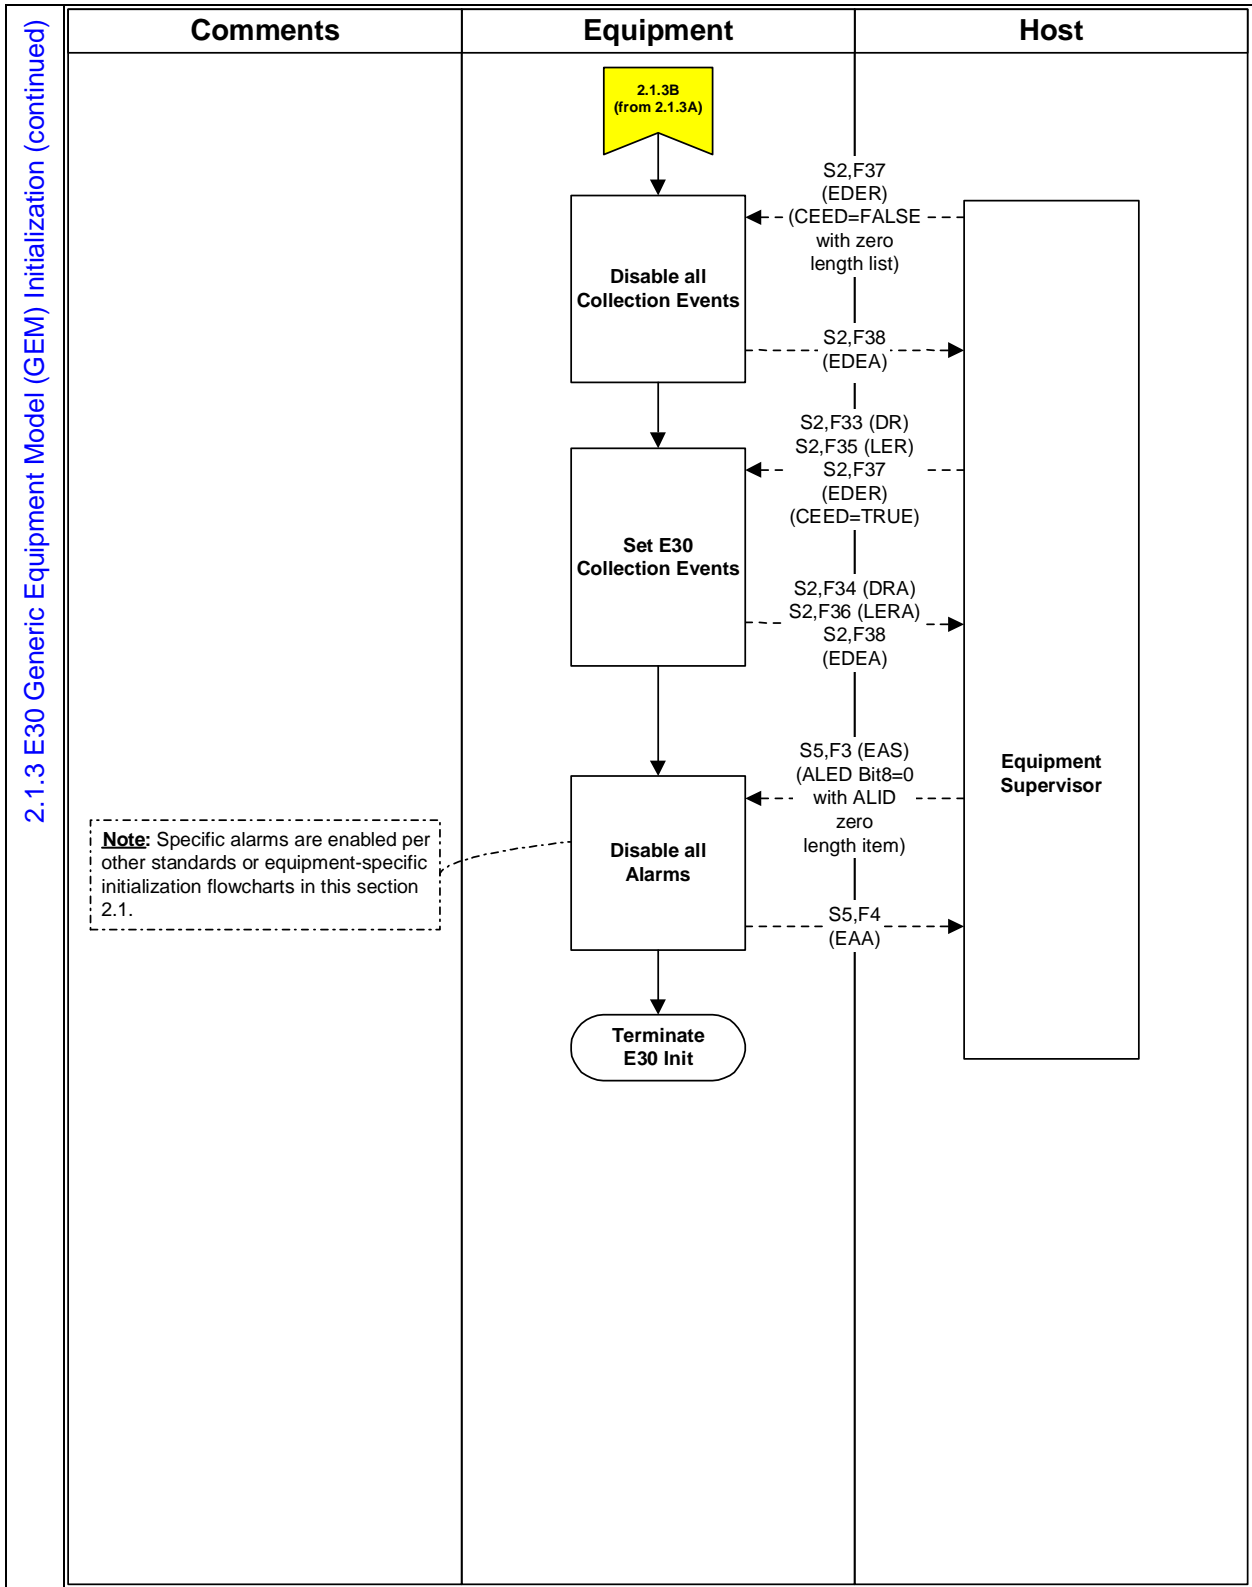 2.1.3 E30 Generic Equipment Model (GEM) Initialization (continued)
Comments
Equipment
Host
2.1.3B
(from 2.1.3A)
S2,F37
(EDER)
(CEED=FALSE
with zero
length list)
Disable all
Collection Events
S2,F38
(EDEA)
S2,F33 (DR)
S2,F35 (LER)
S2,F37
(EDER)
(CEED=TRUE)
Set E30
Collection Events
S2,F34 (DRA)
S2,F36 (LERA)
S2,F38
(EDEA)
S5,F3 (EAS)
(ALED Bit8=0
with ALID
zero
length item)
Equipment
Supervisor
Note: Specific alarms are enabled per
other standards or equipment-specific
initialization flowcharts in this section
2.1.
Disable all
Alarms
S5,F4
(EAA)
Terminate
E30 Init